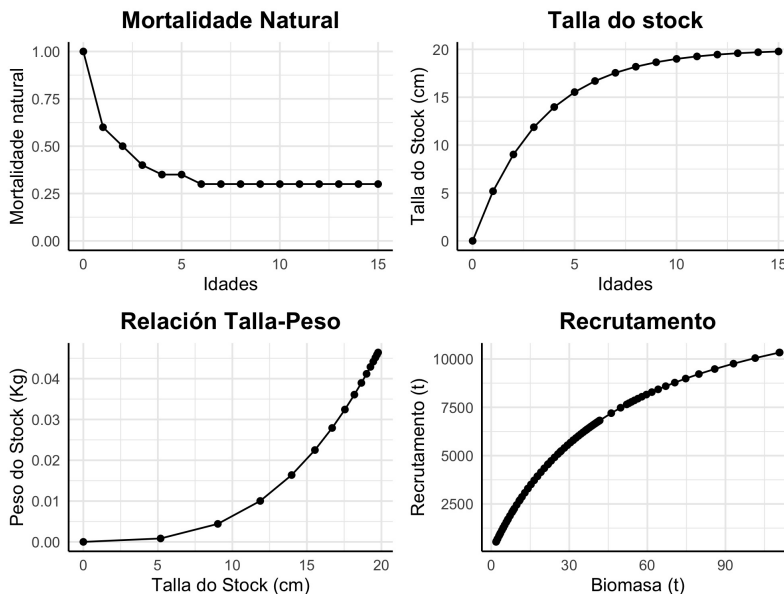 Mortalidade Natural
Mortalidade natural
1.00
0.75
0.50
0.25
0.00
0 5 10 15
Idades
Talla do stock
Talla do Stock (cm)
20
15
10
5
0
0 5 10 15
Idades
Relación Talla-Peso
Peso do Stock (Kg)
0.04
0.03
0.02
0.01
0.00
0 5 10 15 20
Talla do Stock (cm)
Recrutamento
Recrutamento (t)
10000
7500
5000
2500
0 30 60 90
Biomasa (t)